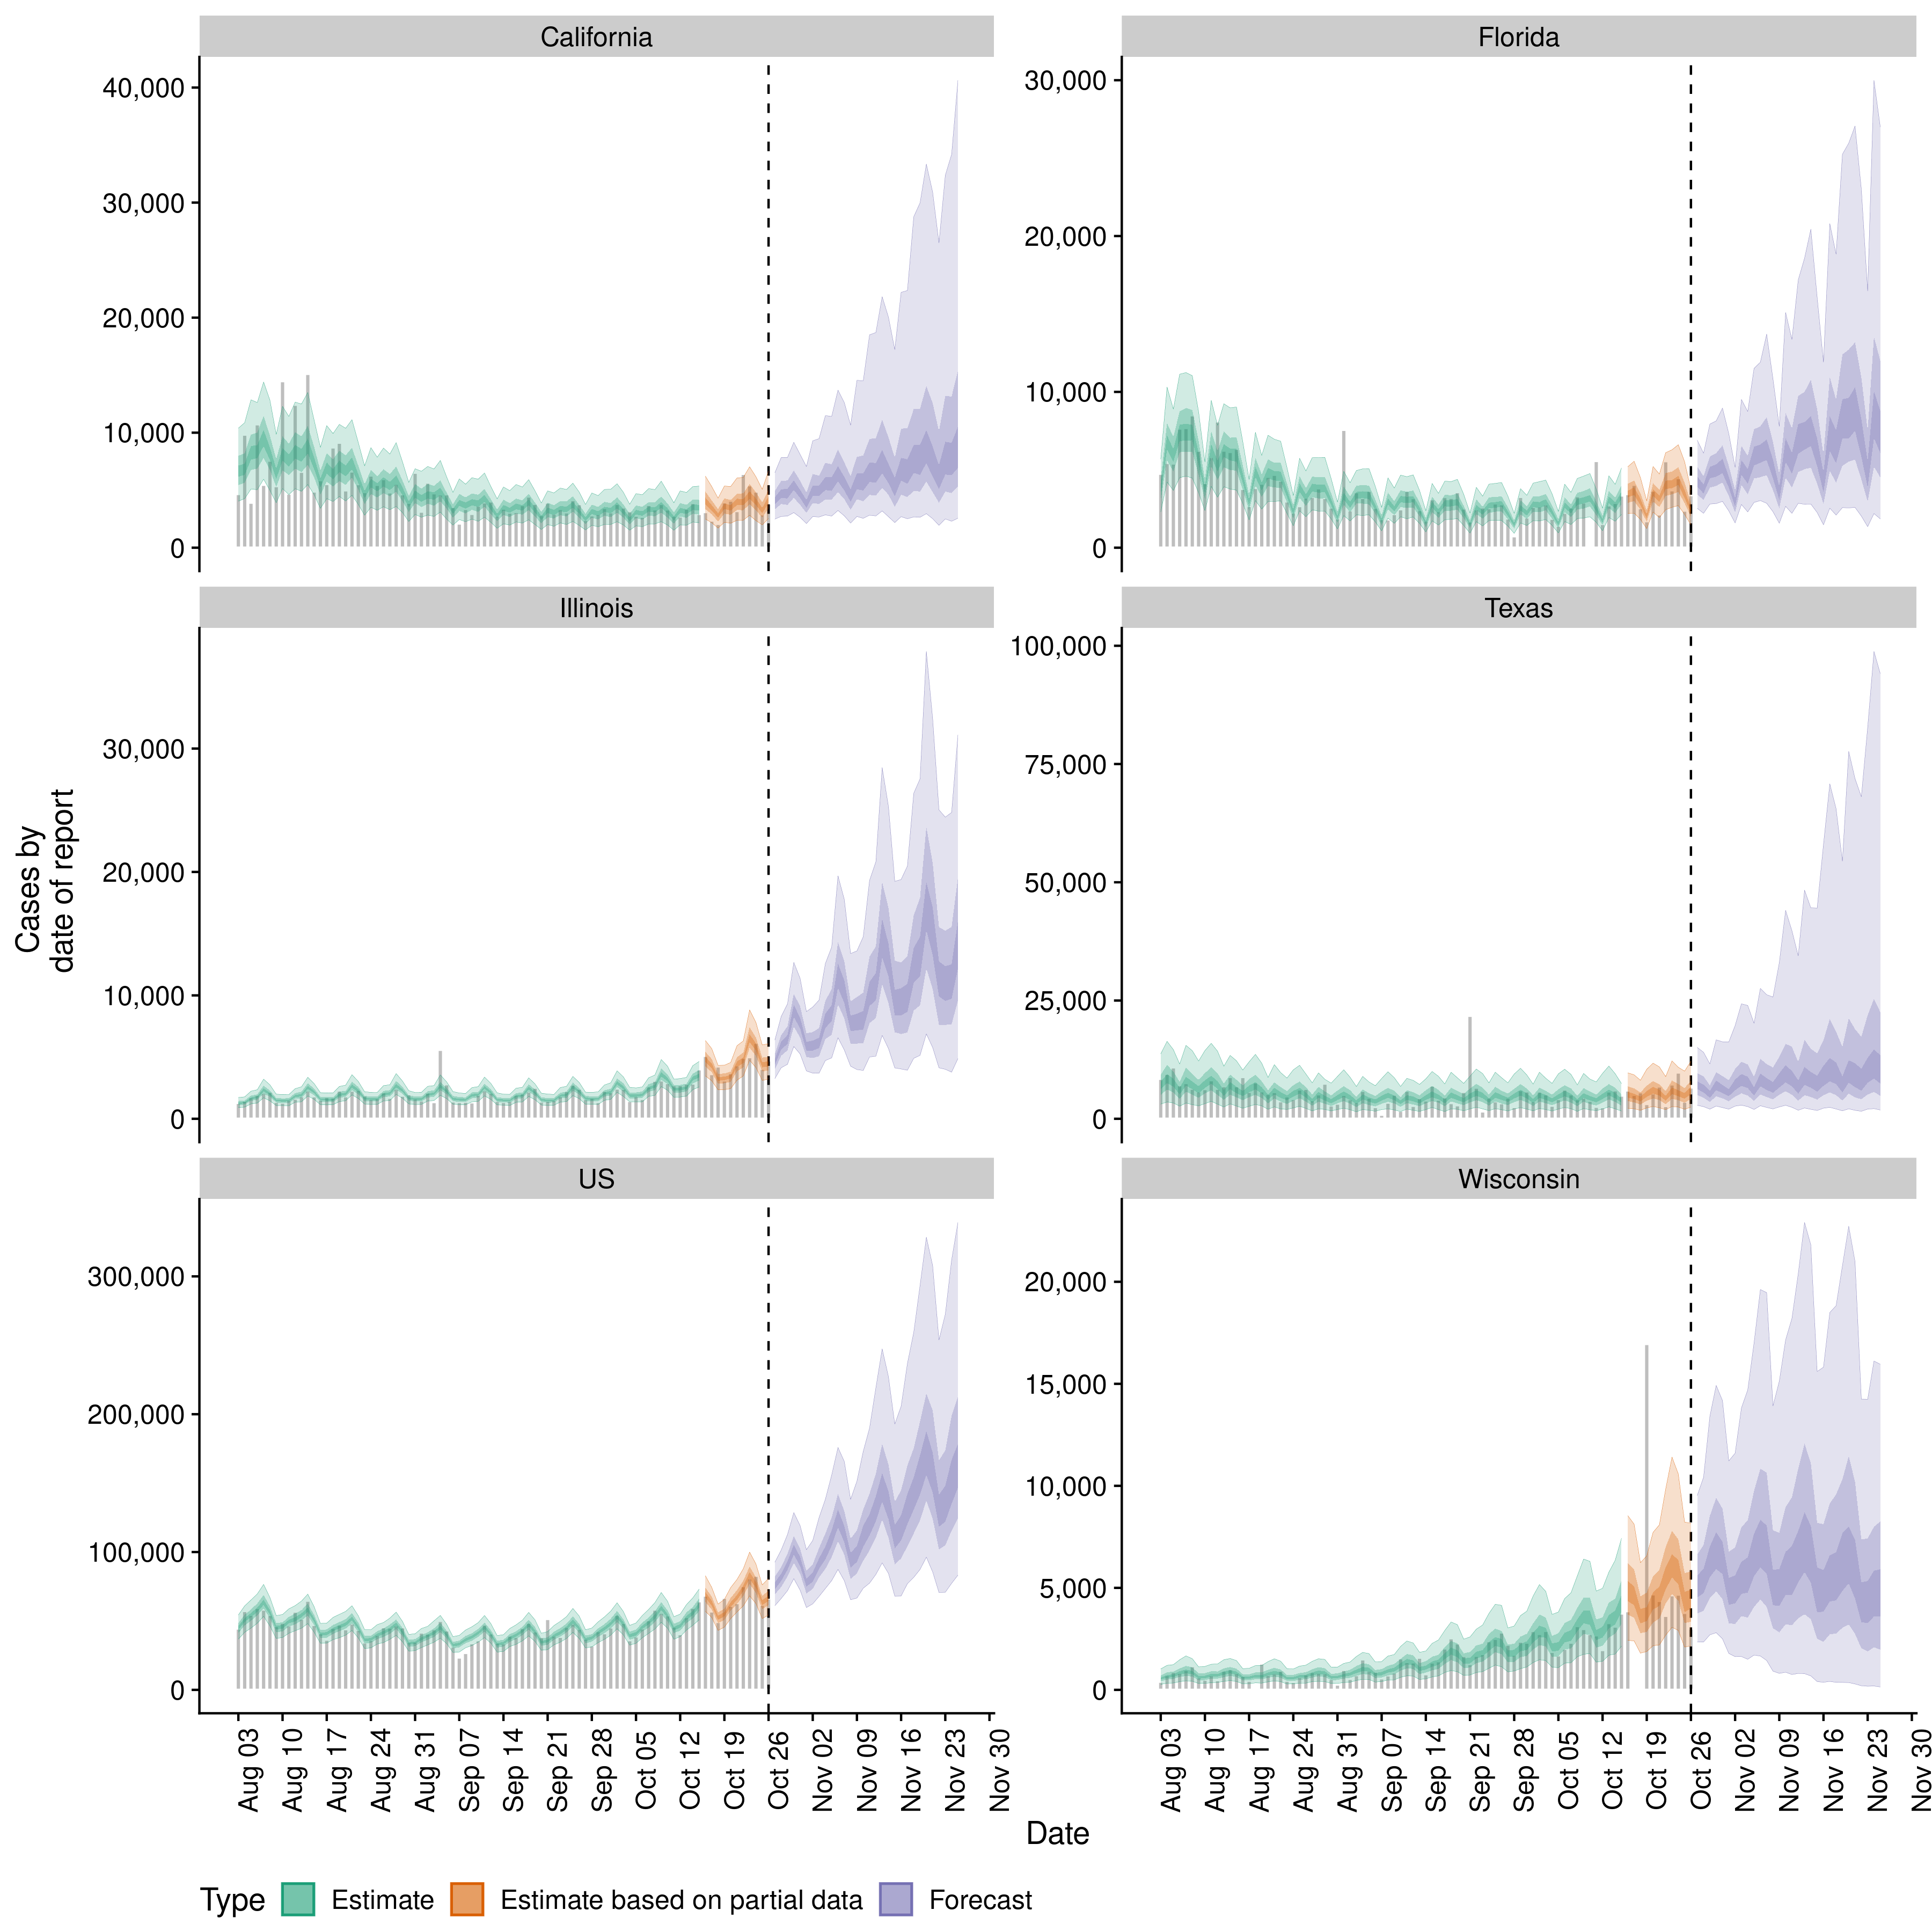 California
Florida
40,000
30,000
20,000
10,000
0
30,000
20,000
10,000
0
Illinois
Texas
30,000
20,000
10,000
0
100,000
75,000
50,000
25,000
0
US
Wisconsin
300,000
200,000
100,000
0
20,000
15,000
10,000
5,000
0
Cases by
date of report
Aug 03
Aug 10
Aug 17
Aug 24
Aug 31
Sep 07
Sep 14
Sep 21
Sep 28
Oct 05
Oct 12
Oct 19
Oct 26
Nov 02
Nov 09
Nov 16
Nov 23
Nov 30
Aug 03
Aug 10
Aug 17
Aug 24
Aug 31
Sep 07
Sep 14
Sep 21
Sep 28
Oct 05
Oct 12
Oct 19
Oct 26
Nov 02
Nov 09
Nov 16
Nov 23
Nov 30
Date
Type
Estimate
Estimate based on partial data
Forecast